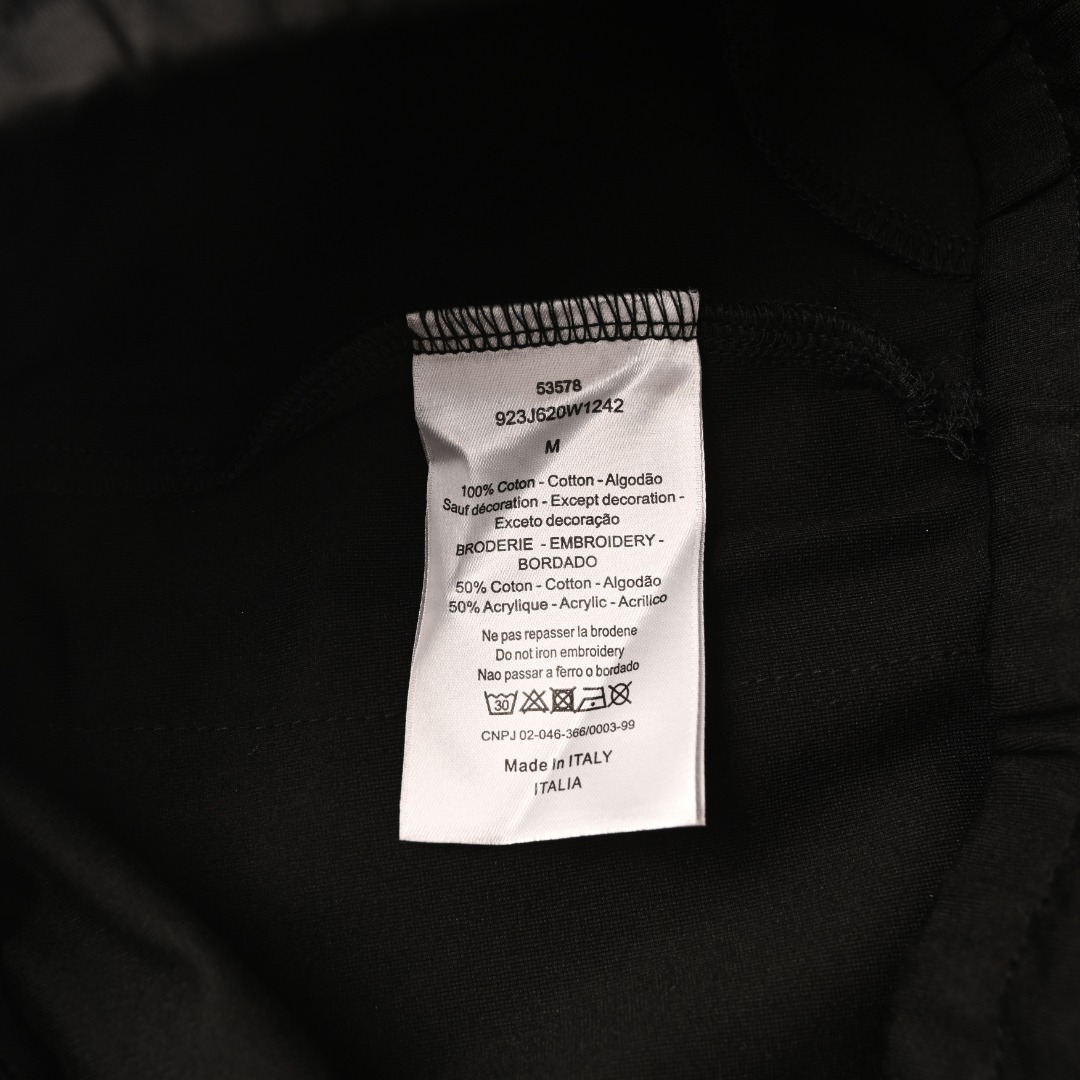 53578
923J620W1242
M
100% Coton - Cotton - Algodão
Sauf décoration - Except decoration -
Exceto decoração
BRODERIE - EMBROIDERY -
BORDADO
50% Coton - Cotton - Algodão
50% Acrylique - Acrylic - Acrilico
Ne pas repasser la brodene
Do not iron embroidery
Nao passar a ferro o bordado
30
CNPJ 02-046-366/0003-99
Made in ITALY
ITALIA